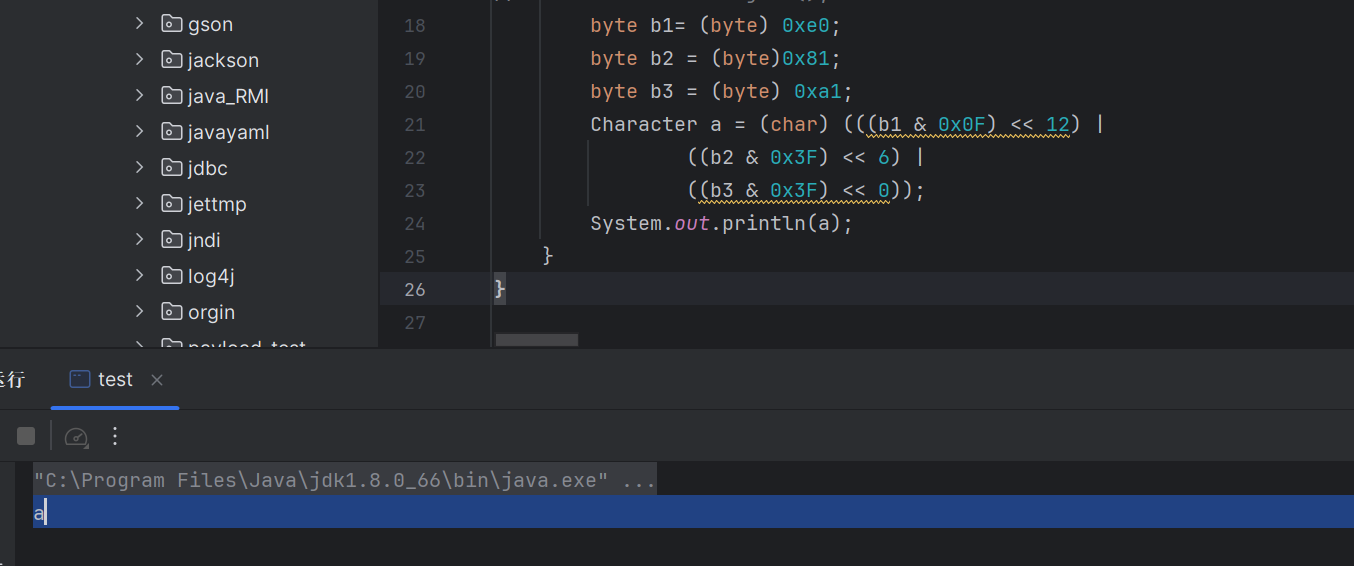 gson
jackson
java_RMI
javayaml
jdbc
jettmp
jndi
log4j
orgin
18 byte b1= (byte) 0xe0;
19 byte b2 = (byte)0x81;
20 byte b3 = (byte) 0xa1;
21 Character a = (char) (((b1 & 0x0F) << 12) |
22 ((b2 & 0x3F) << 6) |
23 ((b3 & 0x3F) << 0));
24 System.out.println(a);
25 }
26 }
27
行
test
"C:\Program Files\Java\jdk1.8.0_66\bin\java.exe" ...
a